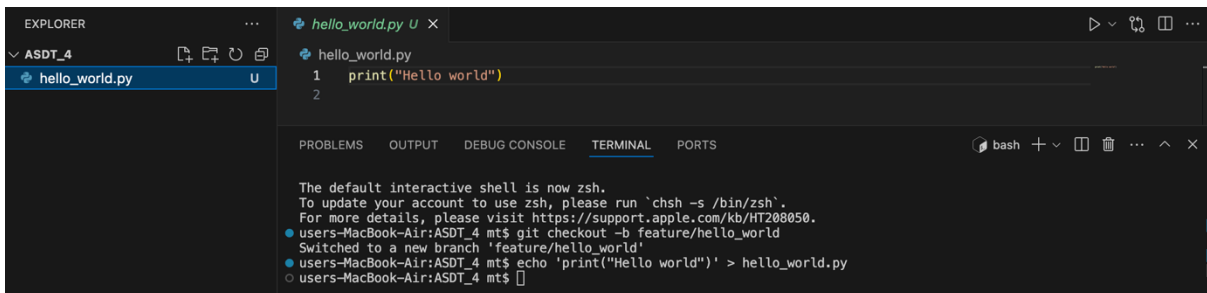 EXPLORER
ASDT_4
hello_world.py U
hello_world.py U
hello_world.py
1 print("Hello world")
2
PROBLEMS OUTPUT DEBUG CONSOLE TERMINAL PORTS
bash
The default interactive shell is now zsh.
To update your account to use zsh, please run `chsh -s /bin/zsh`.
For more details, please visit https://support.apple.com/kb/HT208050.
users-MacBook-Air:ASDT_4 mt$ git checkout -b feature/hello_world
Switched to a new branch 'feature/hello_world'
users-MacBook-Air:ASDT_4 mt$ echo 'print("Hello world")' > hello_world.py
users-MacBook-Air:ASDT_4 mt$